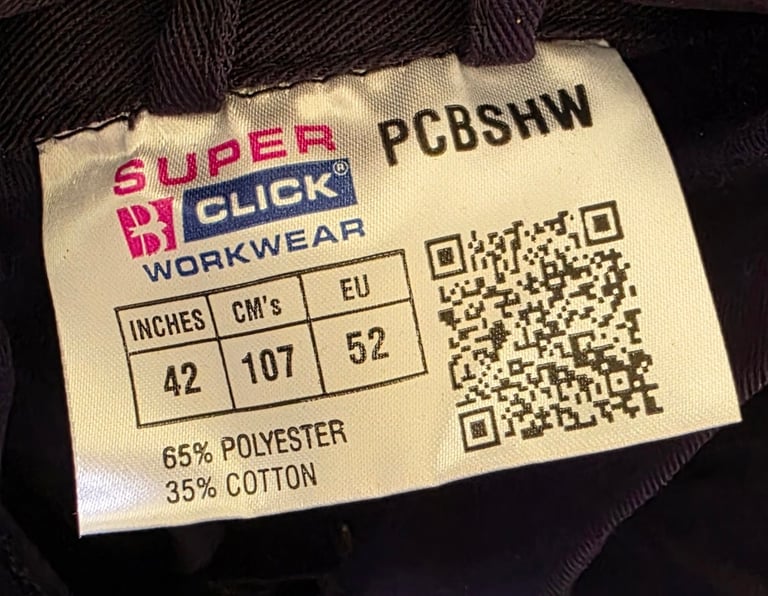 SUPER
B CLICK®
WORKWEAR
PCBSHW
INCHES CM's EU
42 107 52
65% POLYESTER
35% COTTON